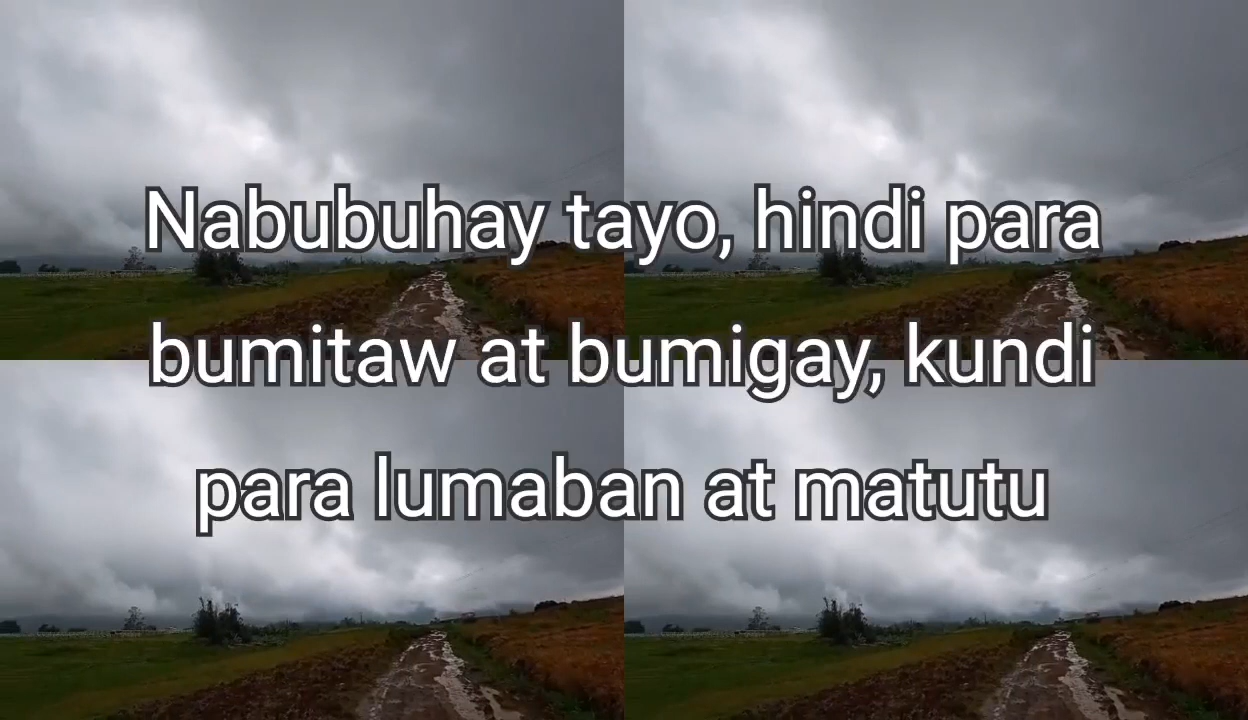 Nabubuhay tayo, hindi para
bumitaw at bumigay, kundi
para lumaban at matutu